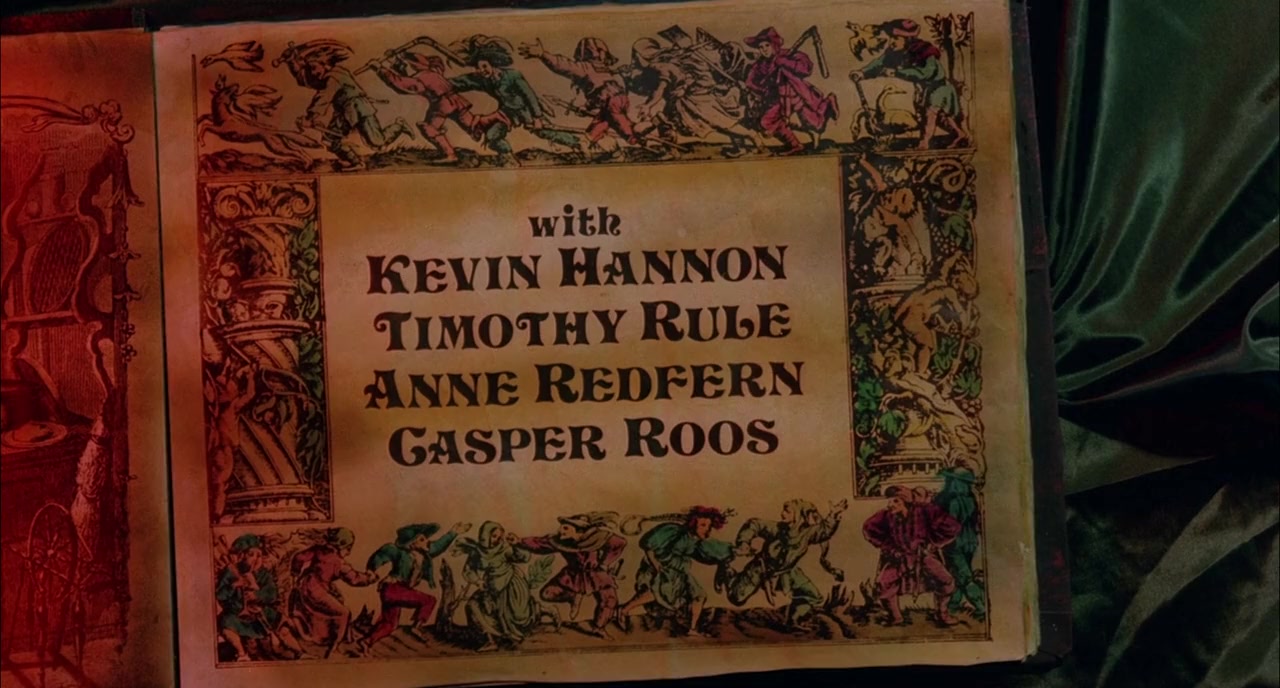 with
KEVIN HANNON
TIMOTHY RULE
ANNE REDFERN
CASPER ROOS